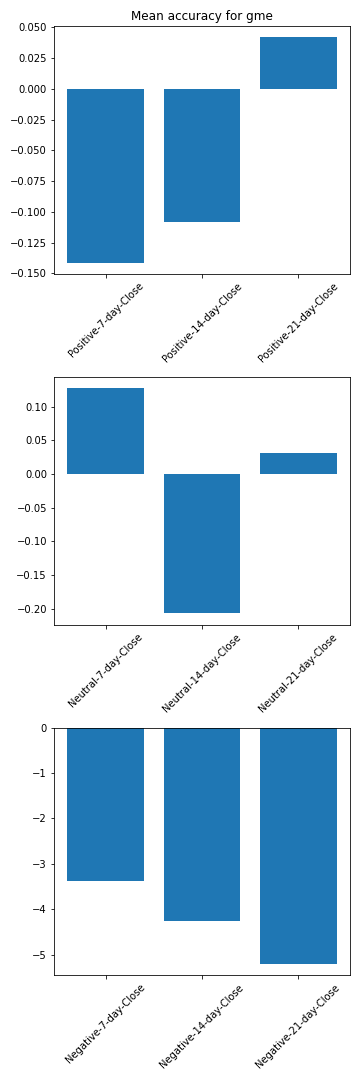 Mean accuracy for gme
0.050
0.025
0.000
−0.025
−0.050
−0.075
−0.100
−0.125
−0.150
Positive-7-day-Close
Positive-14-day-Close
Positive-21-day-Close
0.10
0.05
0.00
−0.05
−0.10
−0.15
−0.20
Neutral-7-day-Close
Neutral-14-day-Close
Neutral-21-day-Close
0
−1
−2
−3
−4
−5
Negative-7-day-Close
Negative-14-day-Close
Negative-21-day-Close